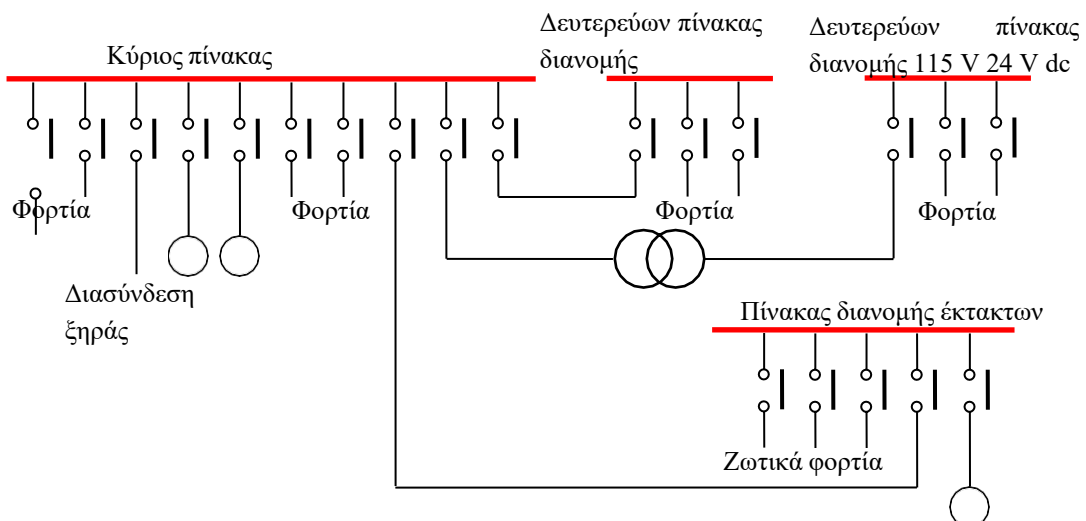 Κύριος πίνακας
Δευτερεύων πίνακας
διανομής
Δευτερεύων πίνακας
διανομής 115 V 24 V dc
Φορτία
Φορτία
Φορτία
Φορτία
Διασύνδεση
ξηράς
Πίνακας διανομής έκτακτων
Ζωτικά φορτία